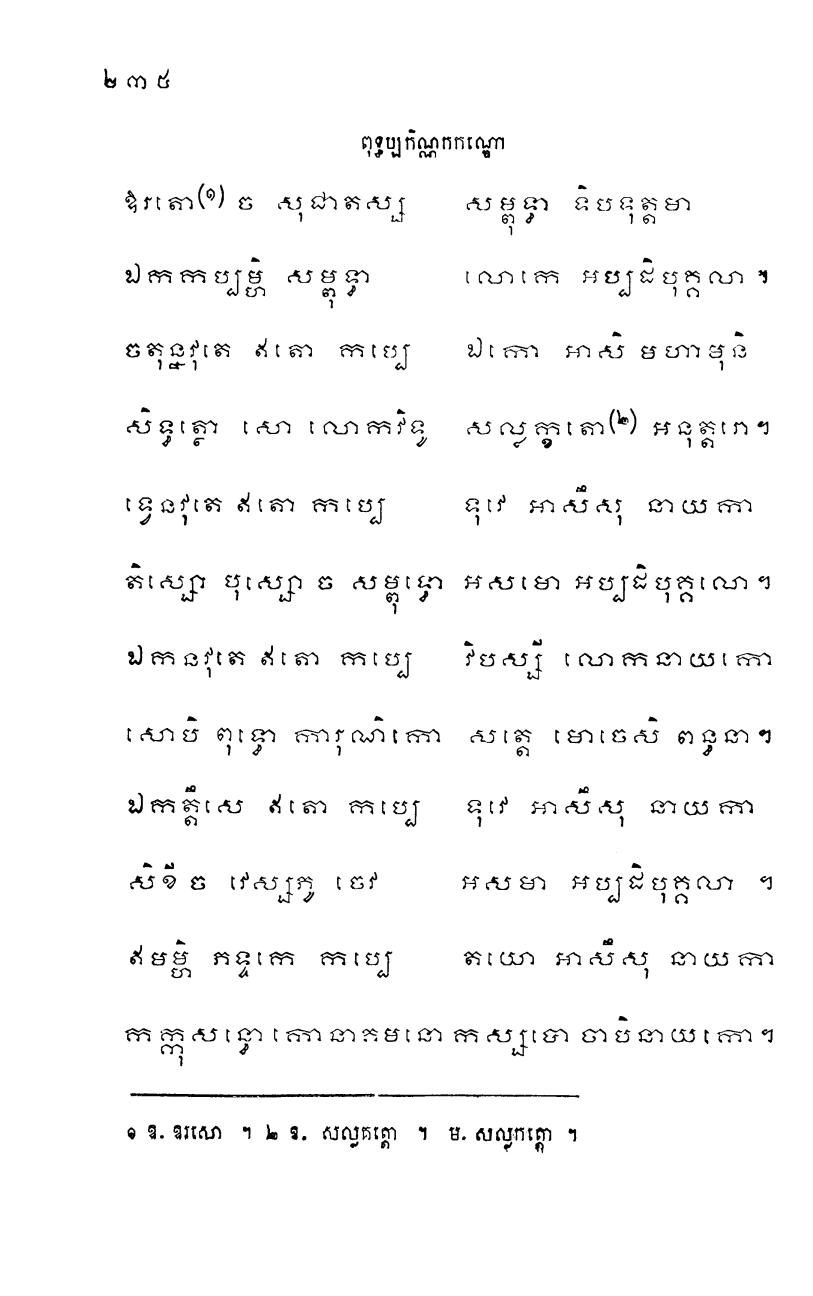 ២៣៥
ពុទ្ធប្បកិណ្ណកកណ្ឌោ
ឱរតោ(១) ច សុជាតស្ស សម្ពុទ្ធា ទិបទុត្តមា
ឯកកប្បម្ហិ សម្ពុទ្ធា លោកេ អប្បដិបុគ្គលា ៕
ចតុន្នវុតេ ឥតោ កប្បេ ឯកោ អាសិ មហាមុនិ
សិទ្ធត្ថោ សោ លោកវិទូ សល្លក្ខតោ(២) អនុត្តរោ។
ទ្វេនវុតេ ឥតោ កប្បេ ទុវេ អាសឹសុ នាយកា
តិស្សោ បុស្សោ ច សម្ពុទ្ធោ អសមោ អប្បដិបុគ្គលោ។
ឯកនវុតេ ឥតោ កប្បេ វិបស្សី លោកនាយកោ
សោបិ ពុទ្ធោ ការុណិកោ សត្តេ មោចេសិ ពន្ធនា។
ឯកត្តឹសេ ឥតោ កប្បេ ទុវេ អាសឹសុ នាយកា
សិខី ច វេស្សភូ ចេវ អសមា អប្បដិបុគ្គលា ។
ឥមម្ហិ ភទ្ទកេ កប្បេ តយោ អាសឹសុ នាយកា
កក្កុសន្ធោ កោនាគមនោ កស្សបោ ចាបិនាយកោ។
១ ឱ. ឱរសោ ។ ២ ឱ. សល្លគត្តោ ។ ម. សល្លកត្តោ ។